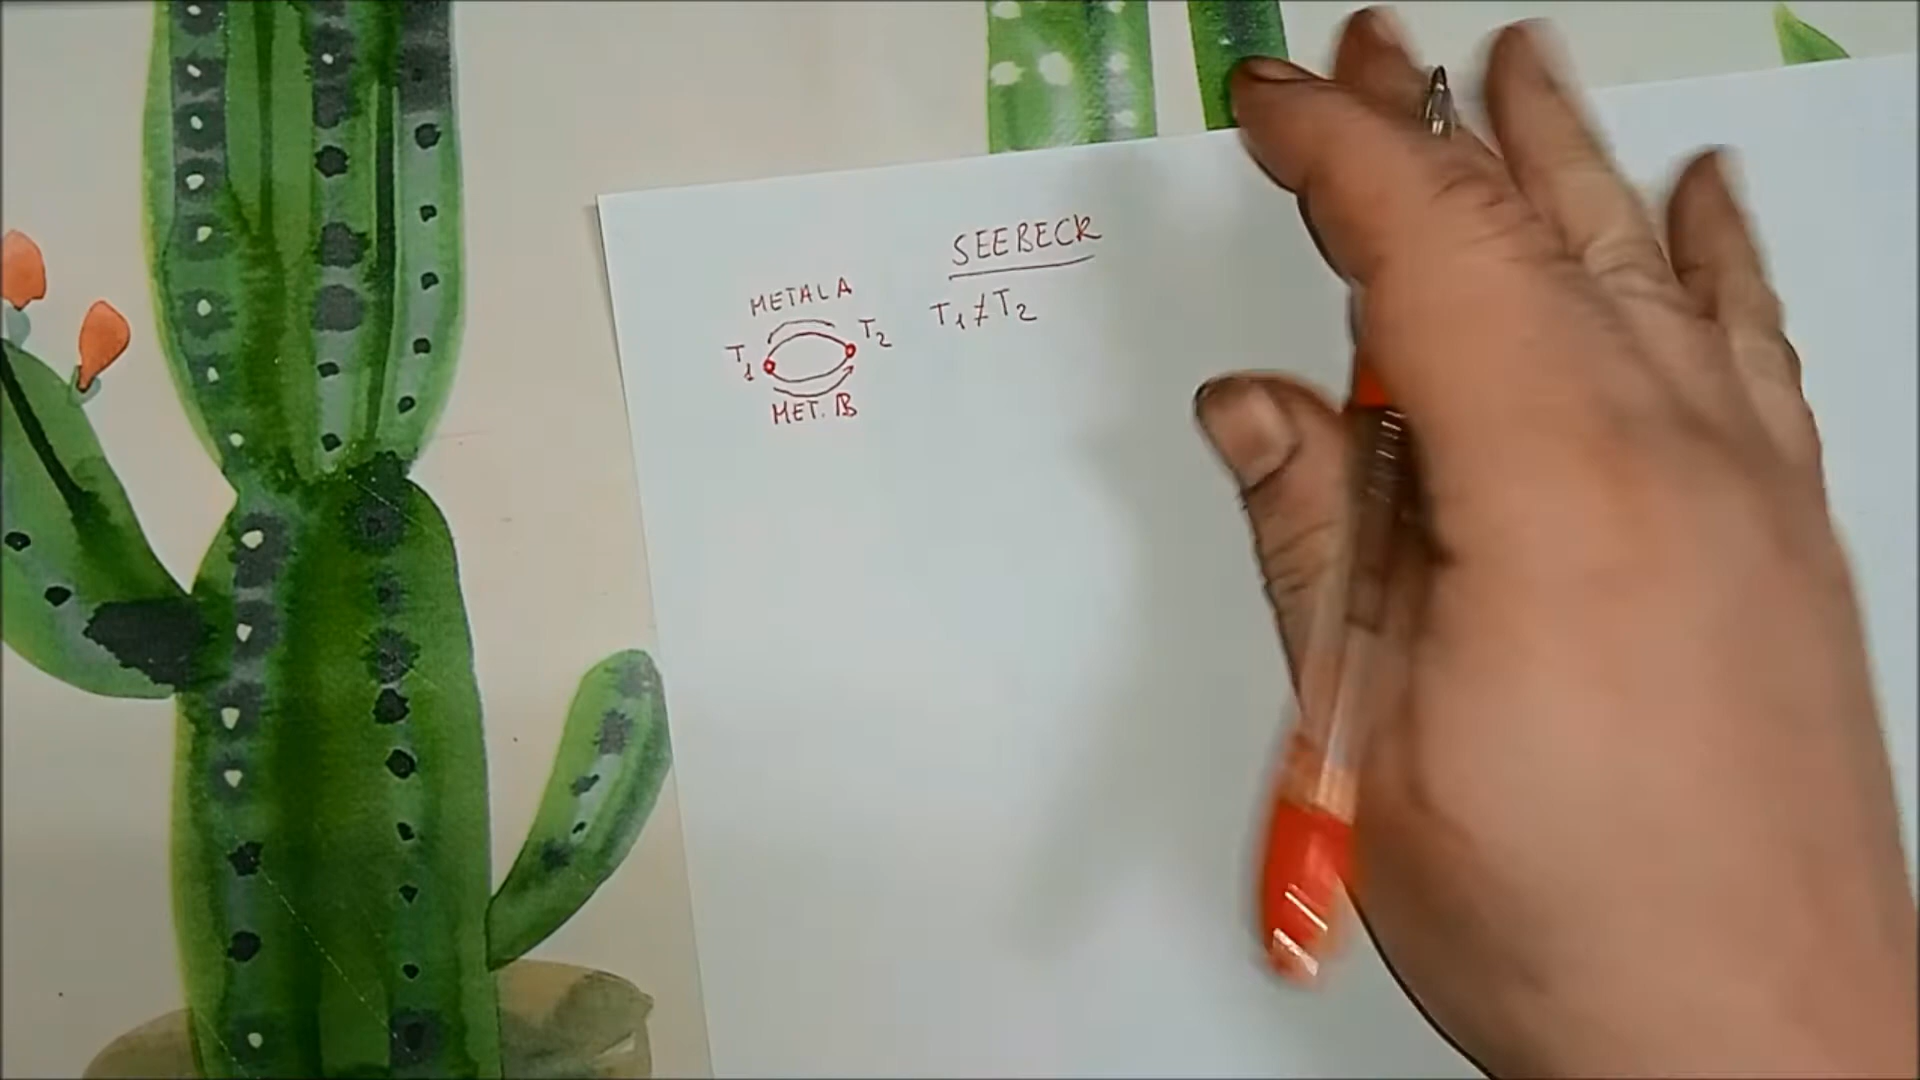 SEEBECK
METAL A
T1 ≠ T2
T1
T2
MET. B